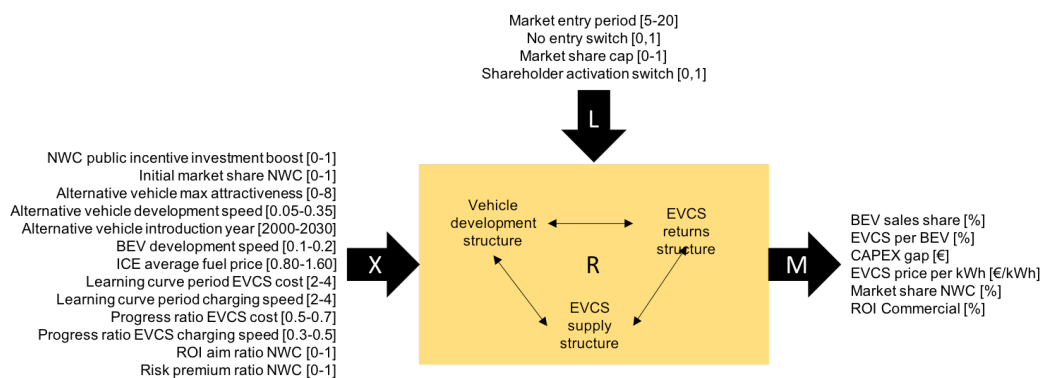 Market entry period [5-20]
No entry switch [0,1]
Market share cap [0-1]
Shareholder activation switch [0,1]
L
NWC public incentive investment boost [0-1]
Initial market share NWC [0-1]
Alternative vehicle max attractiveness [0-8]
Alternative vehicle development speed [0.05-0.35]
Alternative vehicle introduction year [2000-2030]
BEV development speed [0.1-0.2]
ICE average fuel price [0.80-1.60]
Learning curve period EVCS cost [2-4]
Learning curve period charging speed [2-4]
Progress ratio EVCS cost [0.5-0.7]
Progress ratio EVCS charging speed [0.3-0.5]
ROI aim ratio NWC [0-1]
Risk premium ratio NWC [0-1]
X
Vehicle
development
structure
EVCS
returns
structure
R
EVCS
supply
structure
M
BEV sales share [%]
EVCS per BEV [%]
CAPEX gap [€]
EVCS price per kWh [€/kWh]
Market share NWC [%]
ROI Commercial [%]